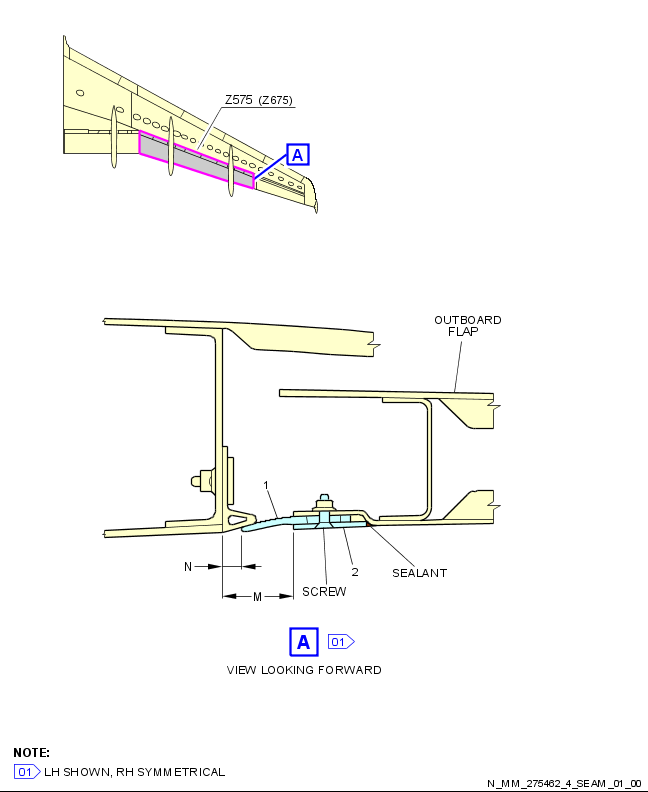 Z575 (Z675)
A
OUTBOARD
FLAP
1
N
2
SEALANT
SCREW
M
A 01
VIEW LOOKING FORWARD
NOTE:
01 LH SHOWN, RH SYMMETRICAL
N_MM_275462_4_SEAM_01_00